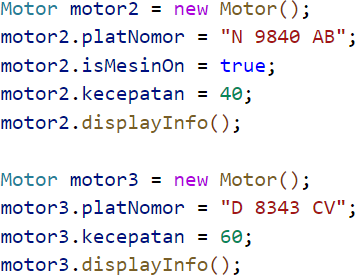 Motor motor2 = new Motor();
motor2.platNomor = "N 9840 AB";
motor2.isMesinOn = true;
motor2.kecepatan = 40;
motor2.displayInfo();

Motor motor3 = new Motor();
motor3.platNomor = "D 8343 CV";
motor3.kecepatan = 60;
motor3.displayInfo();